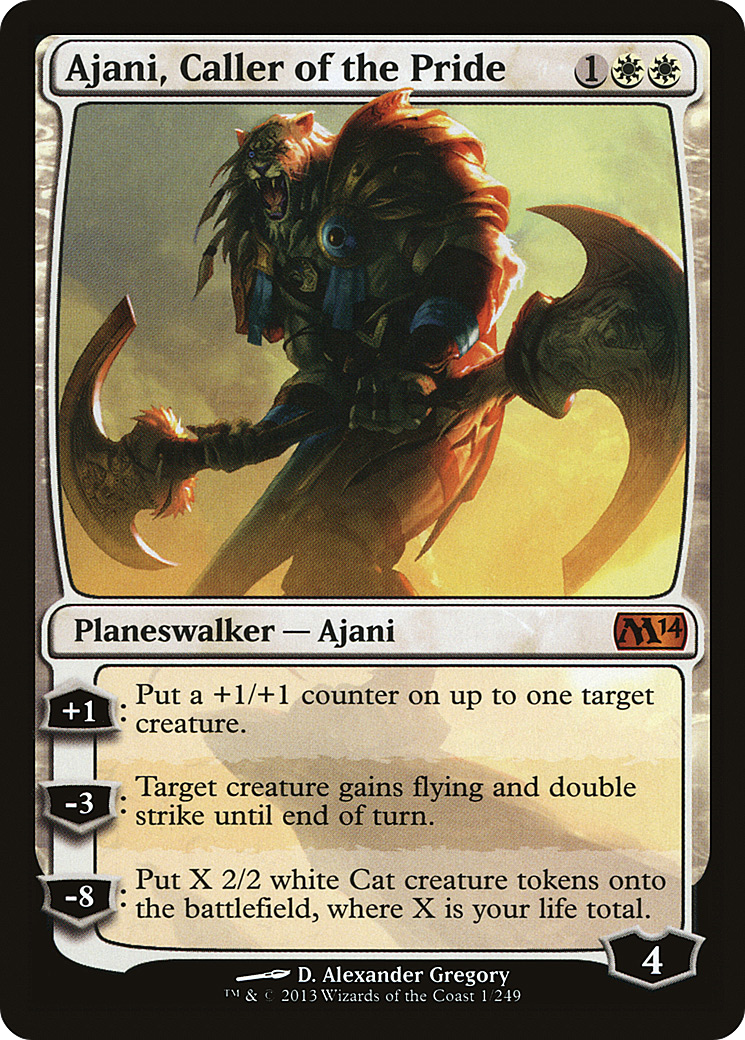 Ajani, Caller of the Pride 1
Planeswalker — Ajani M14
+1: Put a +1/+1 counter on up to one target
creature.
-3: Target creature gains flying and double
strike until end of turn.
-8: Put X 2/2 white Cat creature tokens onto
the battlefield, where X is your life total.
4
D. Alexander Gregory
™ & © 2013 Wizards of the Coast 1/249